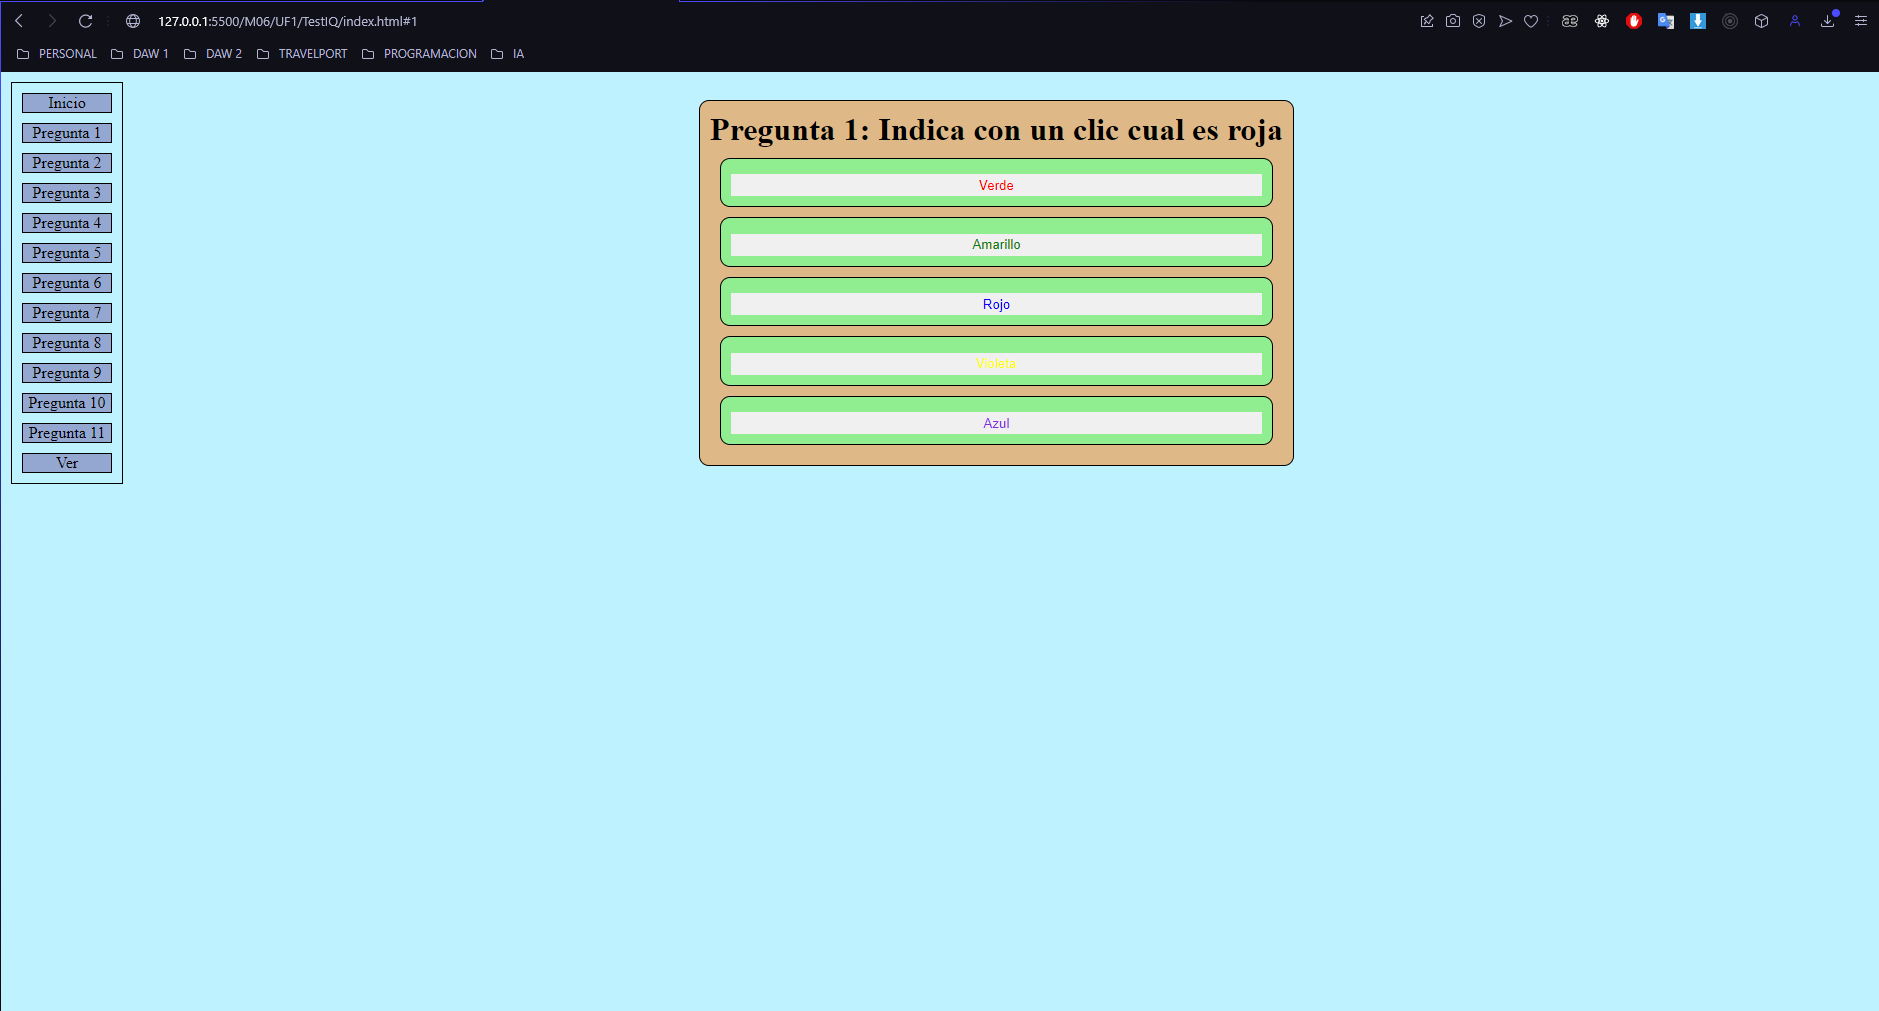 127.0.0.1:5500/M06/UF1/TestIQ/index.html#1
PERSONAL DAW 1 DAW 2 TRAVELPORT PROGRAMACION IA
Inicio
Pregunta 1
Pregunta 2
Pregunta 3
Pregunta 4
Pregunta 5
Pregunta 6
Pregunta 7
Pregunta 8
Pregunta 9
Pregunta 10
Pregunta 11
Ver
Pregunta 1: Indica con un clic cual es roja
Verde
Amarillo
Rojo
Violeta
Azul